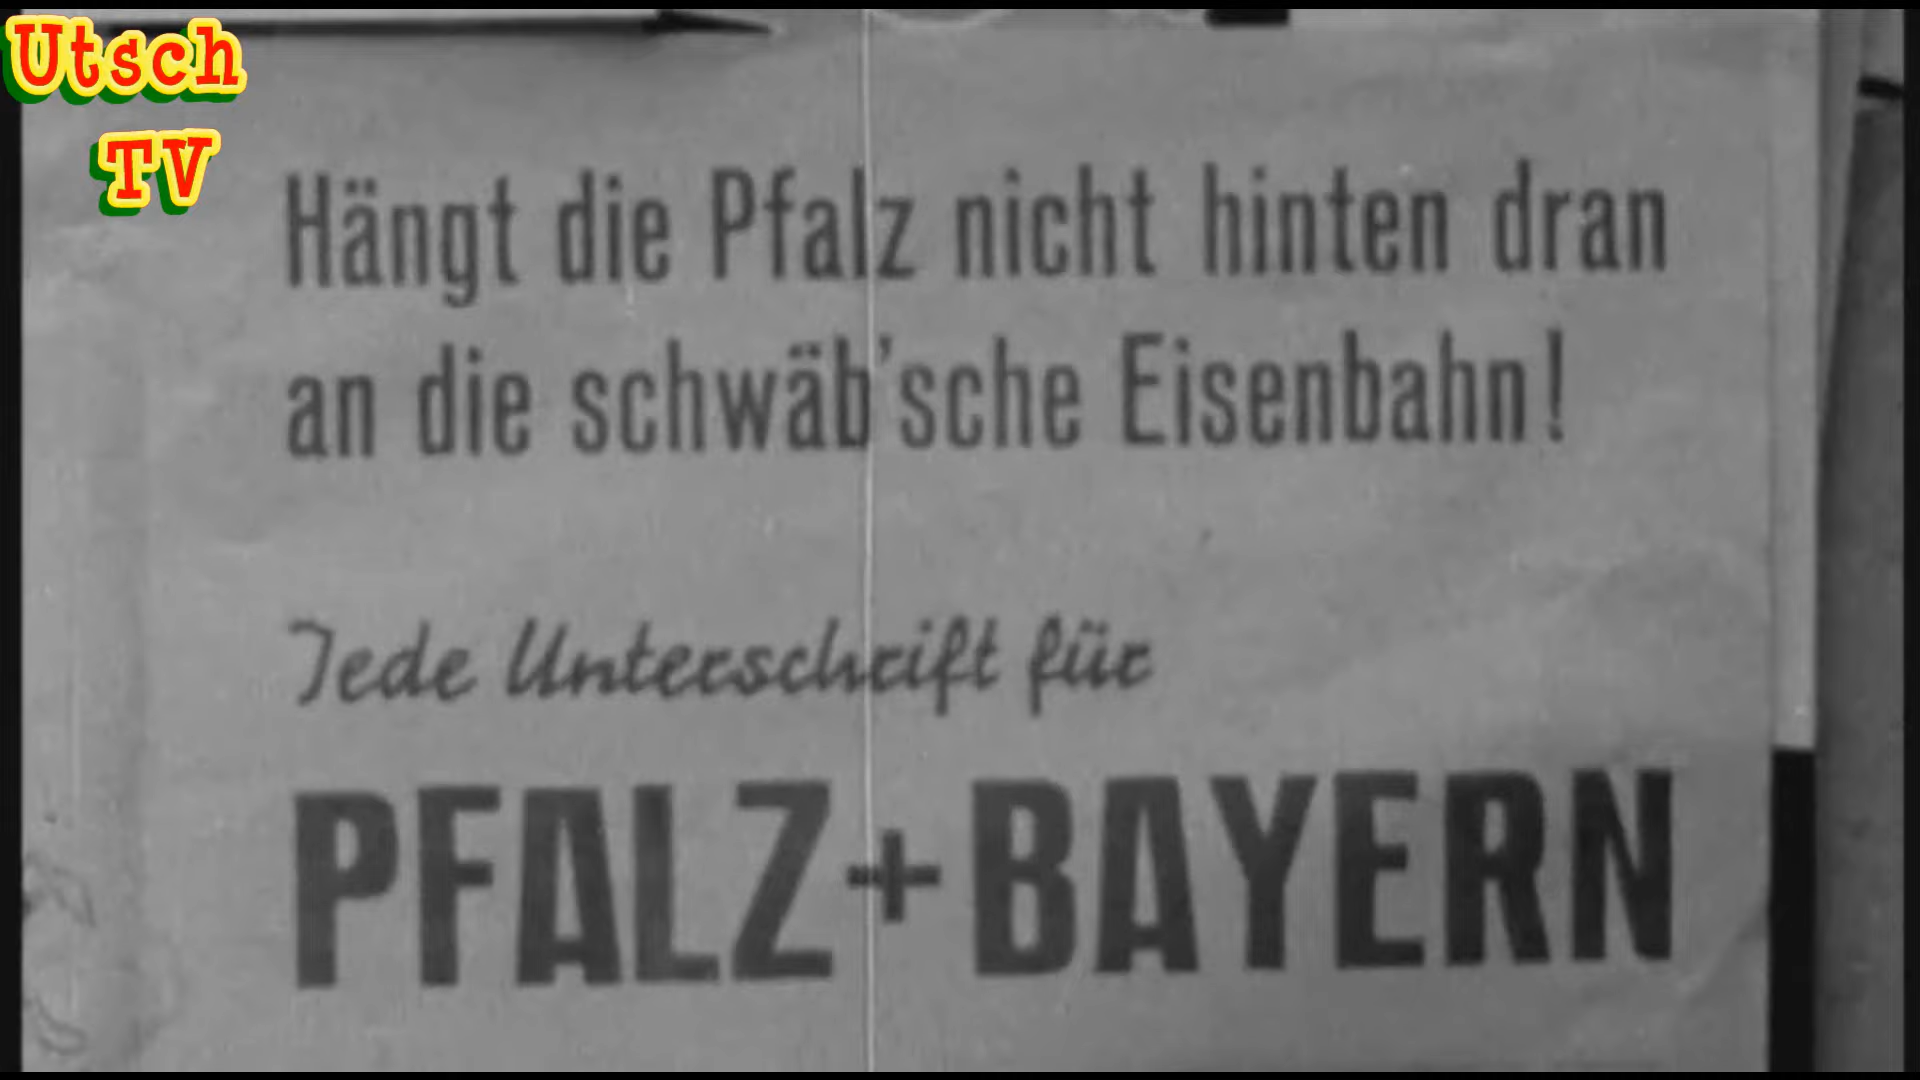 Utsch
TV
Hängt die Pfalz nicht hinten dran
an die schwäb'sche Eisenbahn!
Jede Unterschrift für
PFALZ+BAYERN